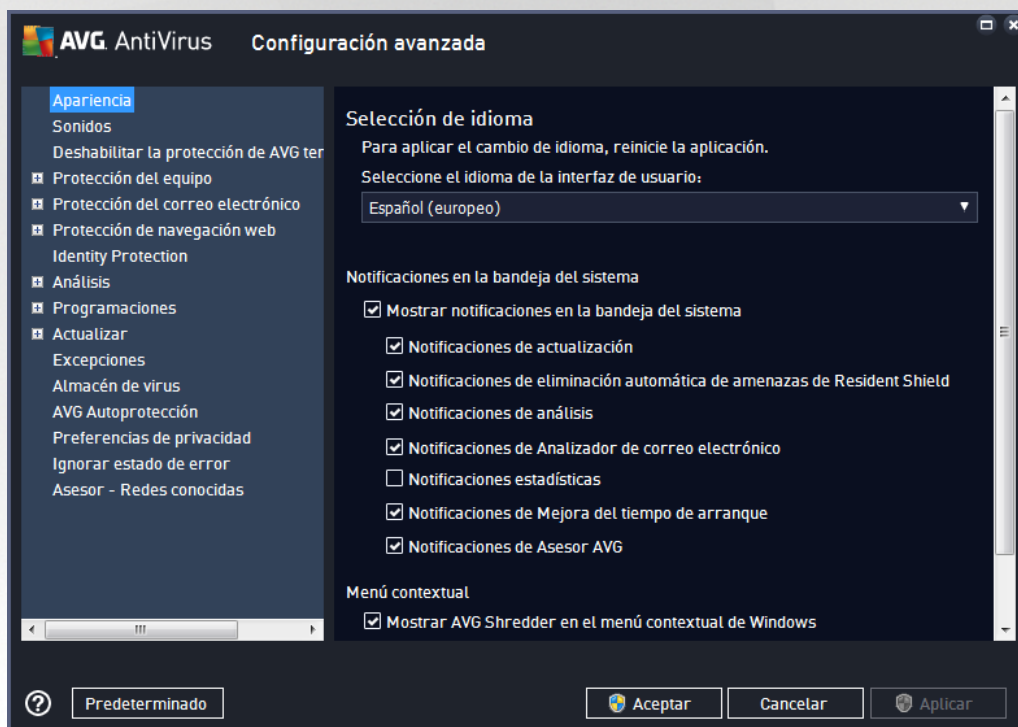 AVG. AntiVirus Configuración avanzada
Apariencia
Sonidos
Deshabilitar la protección de AVG ter
Protección del equipo
Protección del correo electrónico
Protección de navegación web
Identity Protection
Análisis
Programaciones
Actualizar
Excepciones
Almacén de virus
AVG Autoprotección
Preferencias de privacidad
Ignorar estado de error
Asesor - Redes conocidas
Selección de idioma
Para aplicar el cambio de idioma, reinicie la aplicación.
Seleccione el idioma de la interfaz de usuario:
Español (europeo)
Notificaciones en la bandeja del sistema
Mostrar notificaciones en la bandeja del sistema
Notificaciones de actualización
Notificaciones de eliminación automática de amenazas de Resident Shield
Notificaciones de análisis
Notificaciones de Analizador de correo electrónico
Notificaciones estadísticas
Notificaciones de Mejora del tiempo de arranque
Notificaciones de Asesor AVG
Menú contextual
Mostrar AVG Shredder en el menú contextual de Windows
Predeterminado
Aceptar
Cancelar
Aplicar